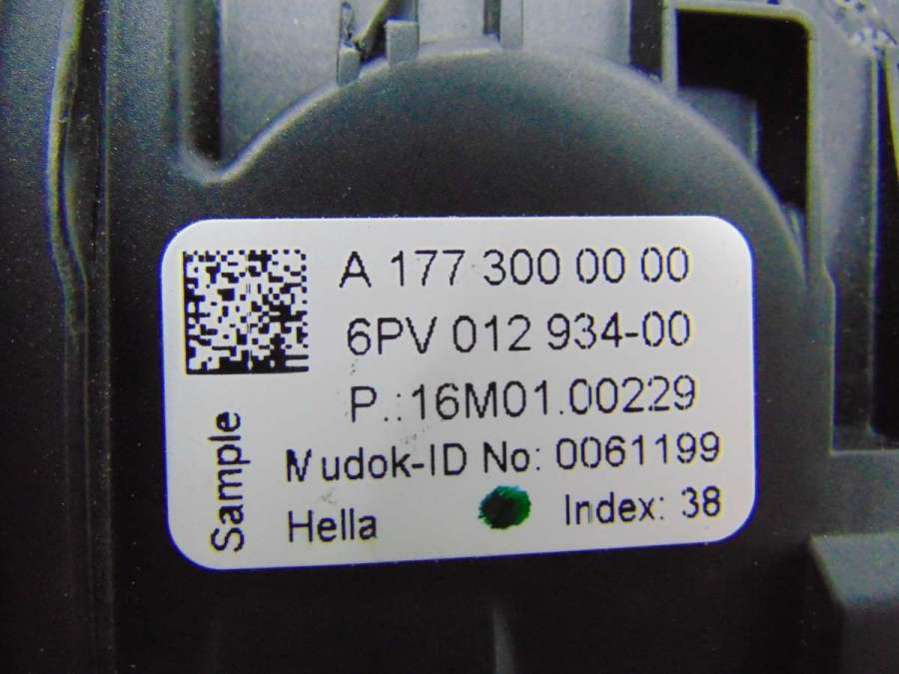 A 177 300 00 00
6PV 012 934-00
P.:16M01.00229
Mudok-ID No: 0061199
Hella
Index: 38
Sample